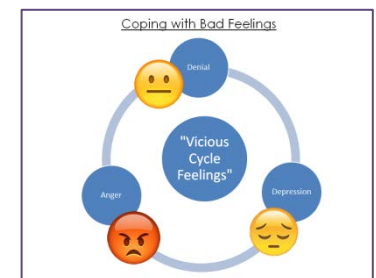 Coping with Bad Feelings
Denial
"Vicious
Cycle
Feelings"
Anger
Depression